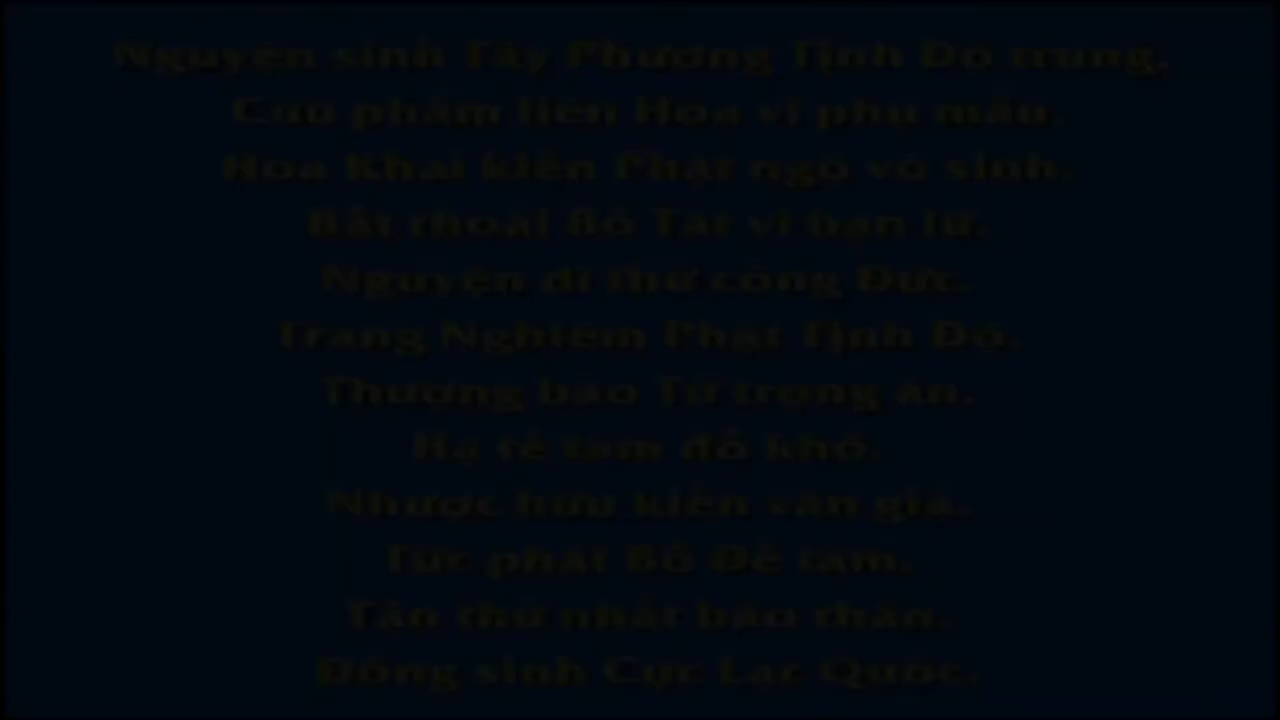 Nguyện sinh Tây Phương Tịnh Độ trung.
Cửu phẩm liên Hoa vi phụ mẫu.
Hoa Khai kiến Phật ngộ vô sinh.
Bất thoái Bồ Tát vi bạn lữ.
Nguyện dĩ thử công Đức.
Trang Nghiêm Phật Tịnh Độ.
Thượng báo Tứ trọng ân.
Hạ tế tam đồ khổ.
Nhược hữu kiến văn giả.
Tức phát Bồ Đề tâm.
Tận thử nhất báo thân.
Đồng sinh Cực Lạc Quốc.